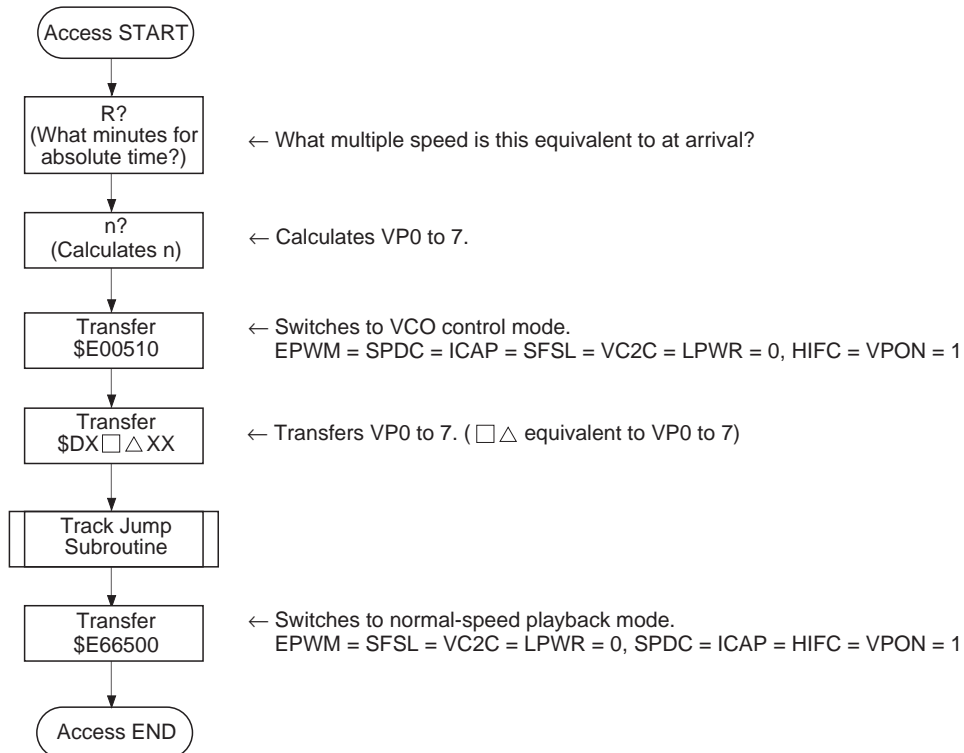 Access START
R?
(What minutes for
absolute time?)
← What multiple speed is this equivalent to at arrival?
n?
(Calculates n)
← Calculates VP0 to 7.
Transfer
$E00510
← Switches to VCO control mode.
EPWM = SPDC = ICAP = SFSL = VC2C = LPWR = 0, HIFC = VPON = 1
Transfer
$DX□△XX
← Transfers VP0 to 7. (□△ equivalent to VP0 to 7)
Track Jump
Subroutine
Transfer
$E66500
← Switches to normal-speed playback mode.
EPWM = SFSL = VC2C = LPWR = 0, SPDC = ICAP = HIFC = VPON = 1
Access END